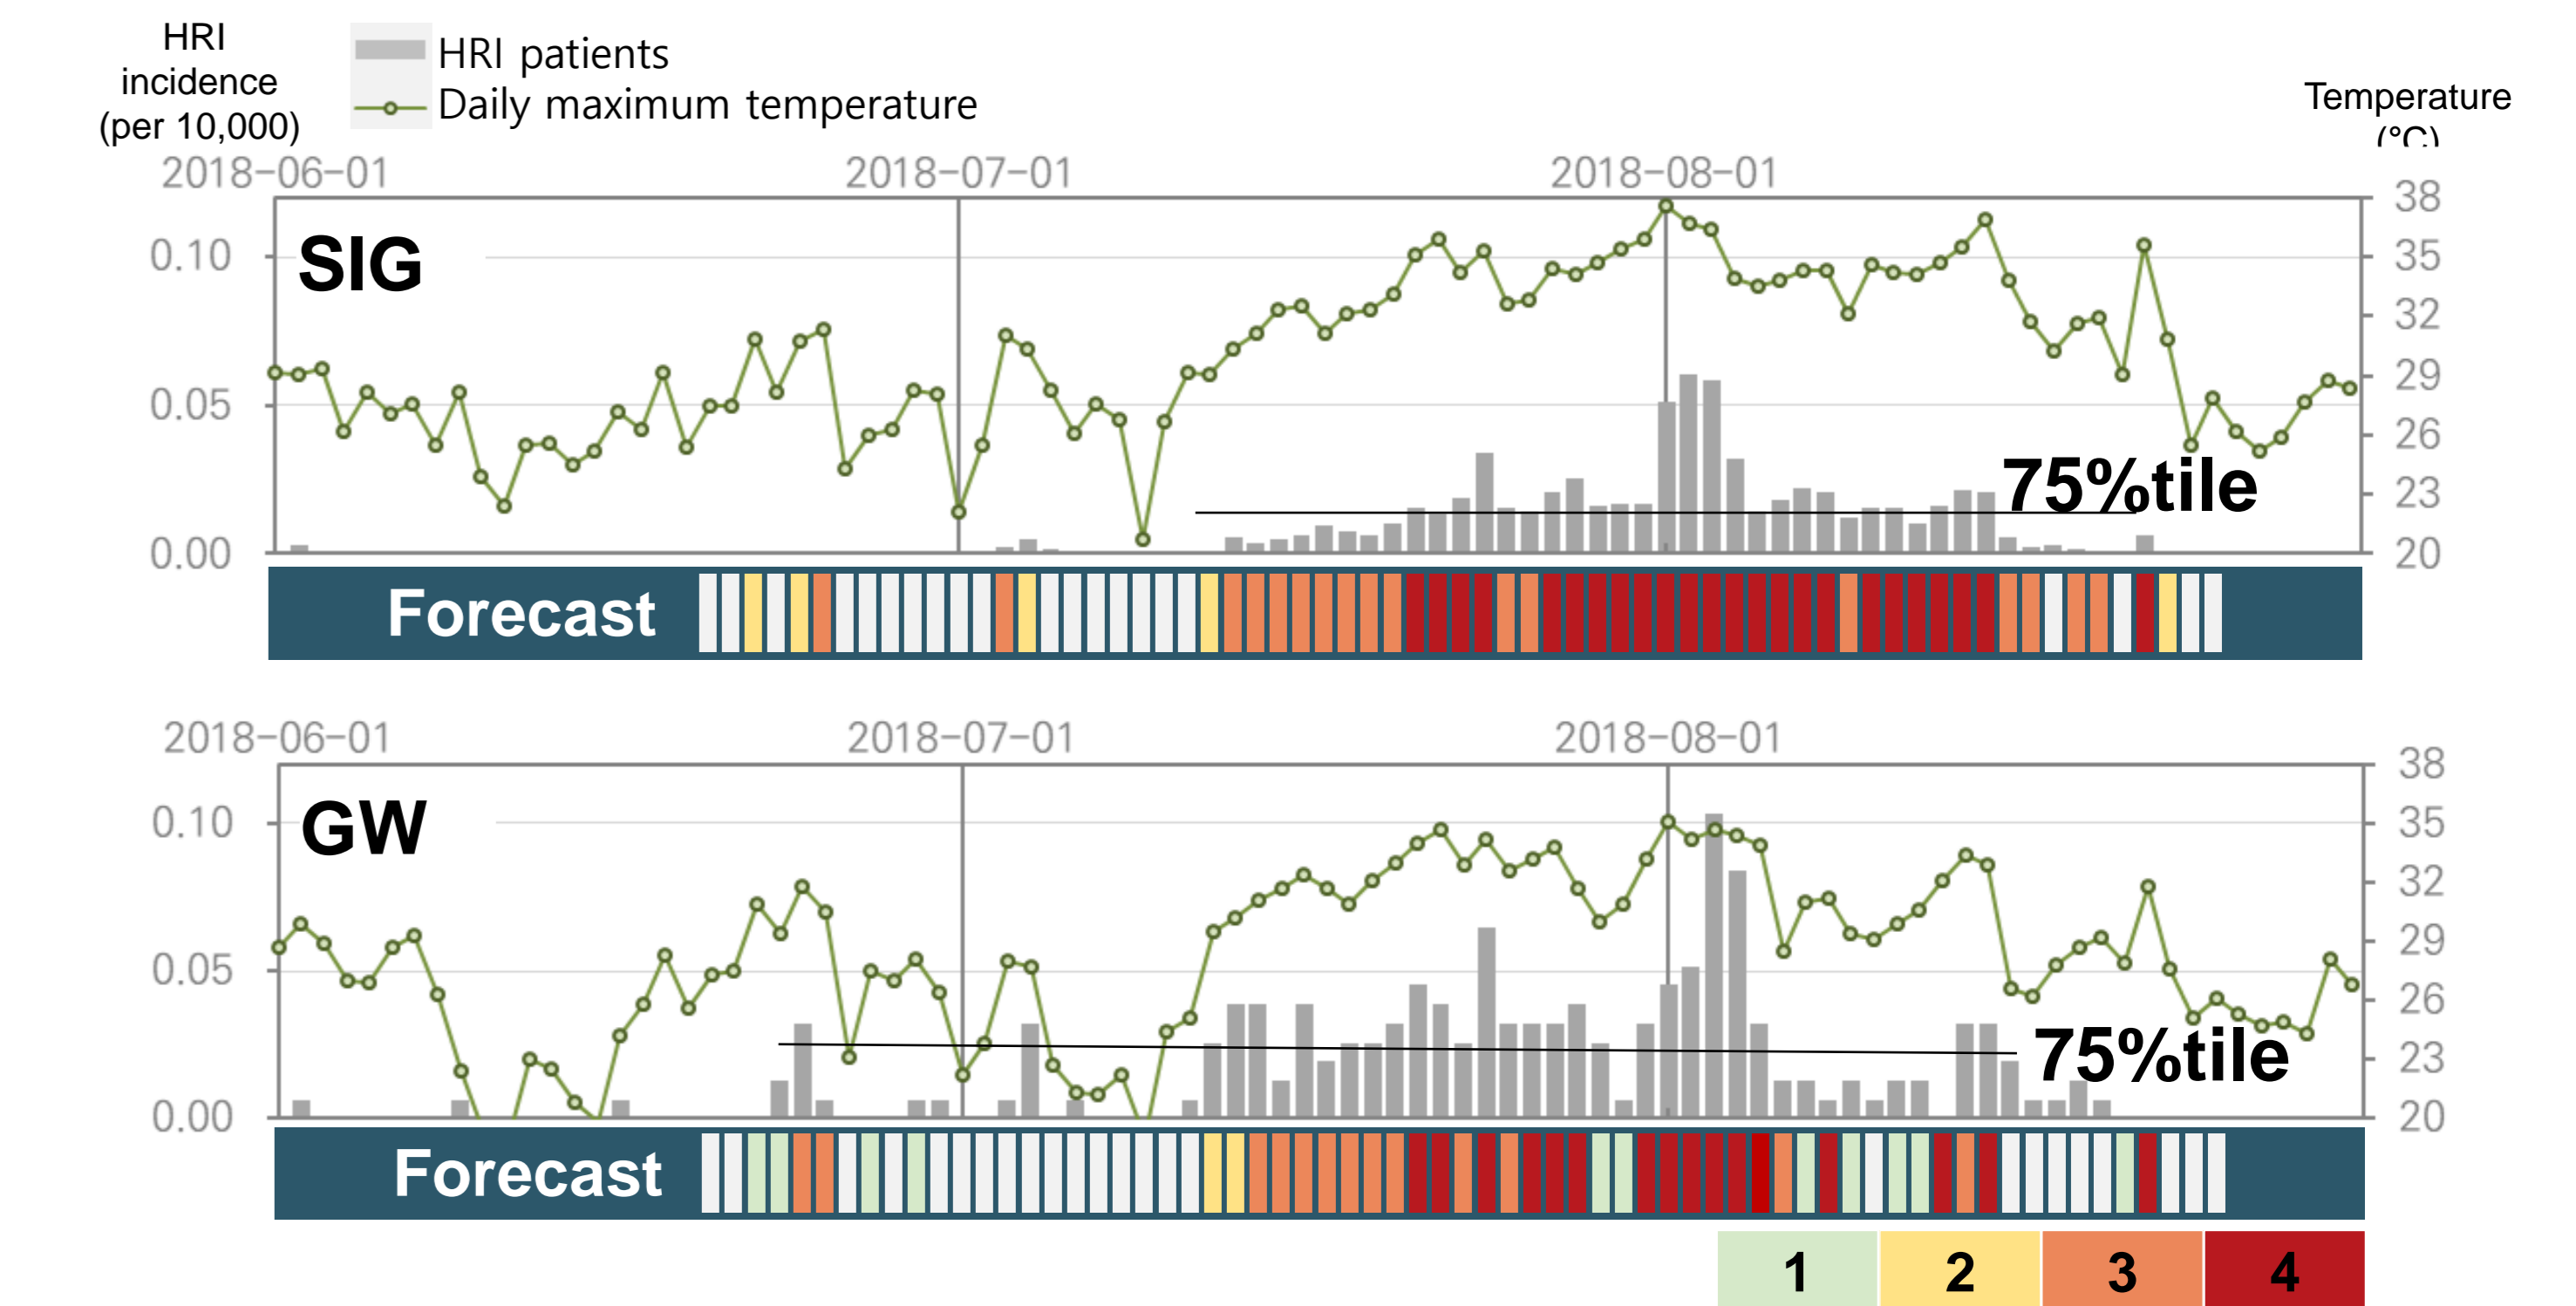 HRI
incidence
(per 10,000)
HRI patients
Daily maximum temperature
Temperature
(°C)
2018-06-01
2018-07-01
2018-08-01
SIG
0.10
0.05
0.00
38
35
32
29
26
23
20
75%tile
Forecast
2018-06-01
2018-07-01
2018-08-01
GW
0.10
0.05
0.00
38
35
32
29
26
23
20
75%tile
Forecast
1 2 3 4